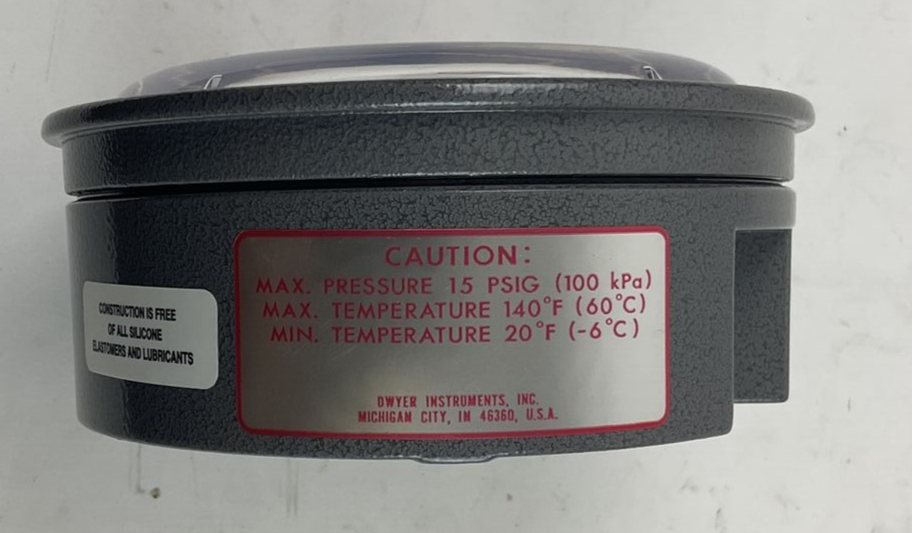 CAUTION:
MAX. PRESSURE 15 PSIG (100 kPa)
MAX. TEMPERATURE 140°F (60°C)
MIN. TEMPERATURE 20°F (-6°C)
DWYER INSTRUMENTS, INC.
MICHIGAN CITY, IN 46360, U.S.A.
CONSTRUCTION IS FREE
OF ALL SILICONE
ELASTOMERS AND LUBRICANTS